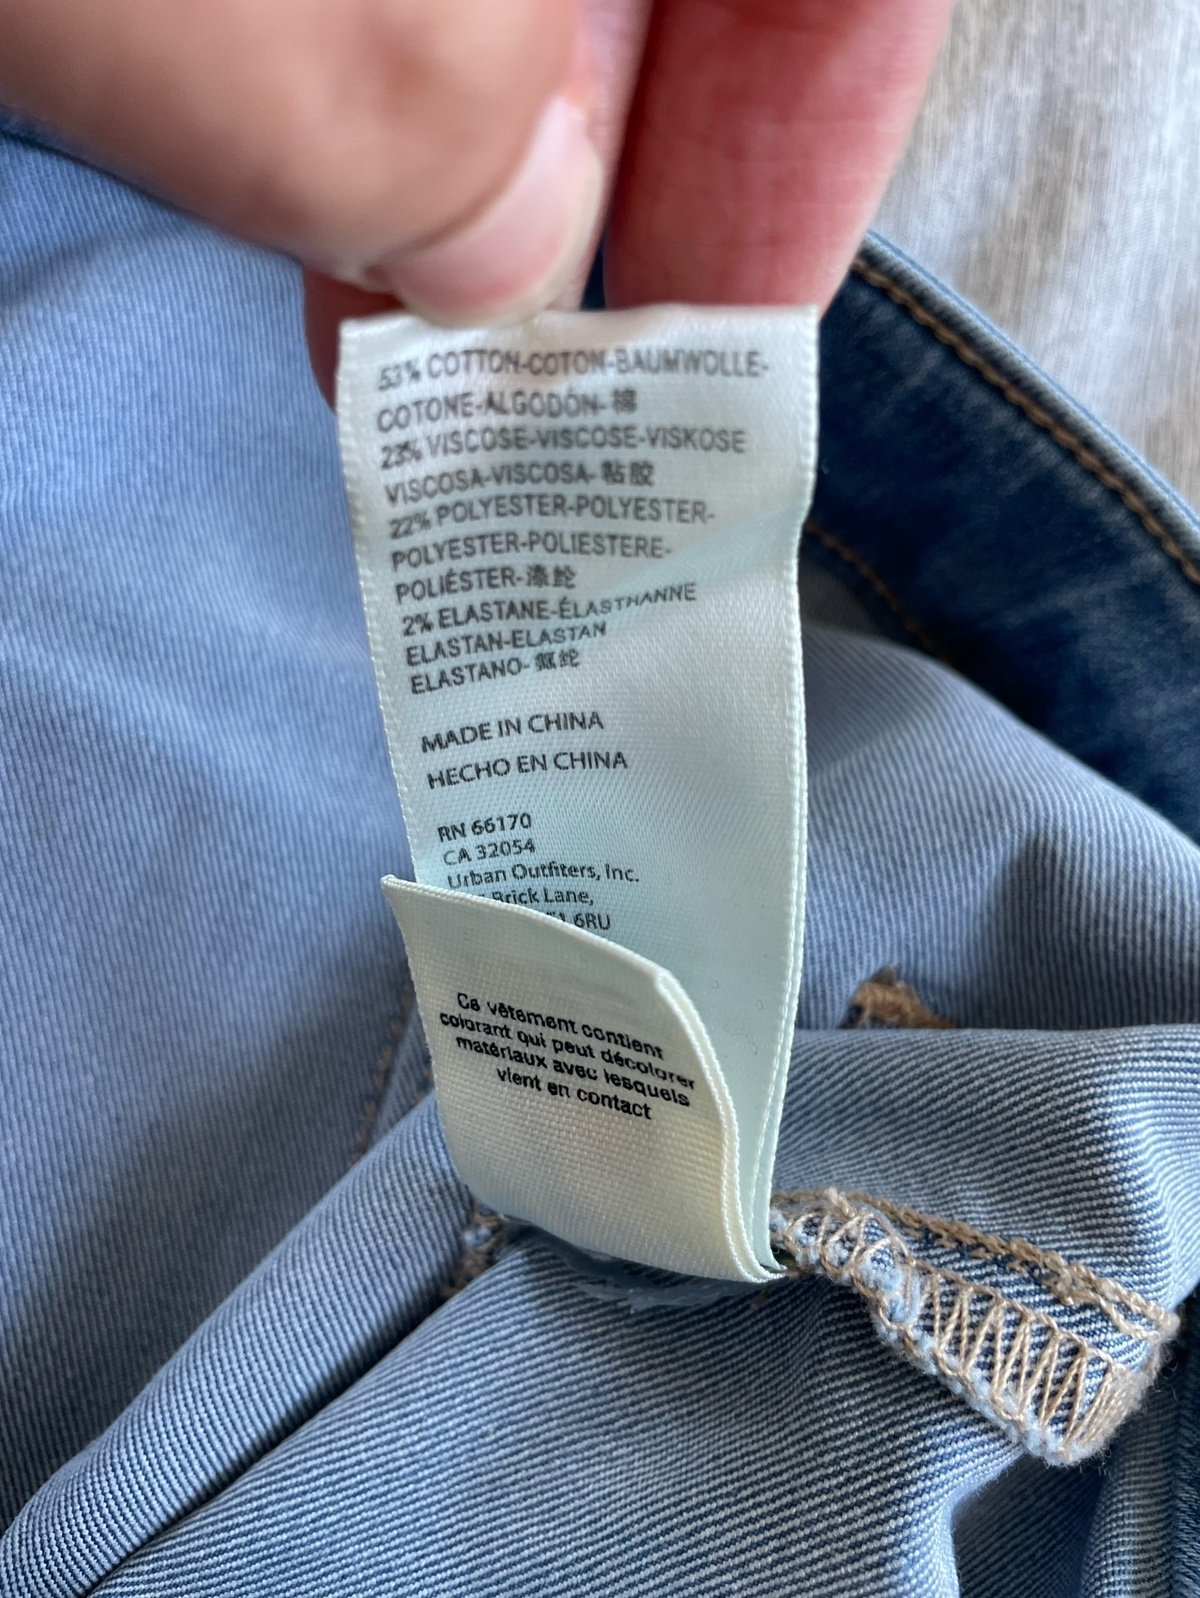 53% COTTON-COTON-BAUMWOLLE-
COTONE-ALGODÓN-棉
23% VISCOSE-VISCOSE-VISKOSE
VISCOSA-VISCOSA-粘胶
22% POLYESTER-POLYESTER-
POLYESTER-POLIESTERE-
POLIÉSTER-涤纶
2% ELASTANE-ÉLASTHANNE
ELASTAN-ELASTAN
ELASTANO-氨纶
MADE IN CHINA
HECHO EN CHINA
RN 66170
CA 32054
Urban Outfitters, Inc.
Brick Lane,
6RU
Ce vêtement contient
colorant qui peut décolorer
matériaux avec lesquels
vient en contact